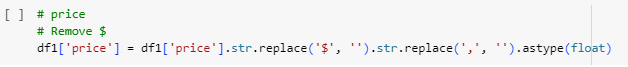 [ ] # price
# Remove $
df1['price'] = df1['price'].str.replace('$', '').str.replace(',', '').astype(float)